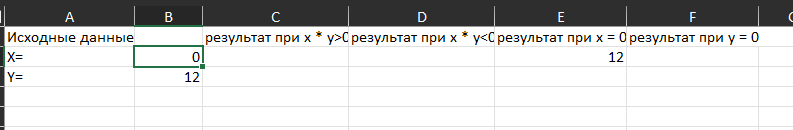 A B C D E F
Исходные данные результат при x * y>0 результат при x * y<0 результат при x = 0 результат при y = 0
X= 0 12
Y= 12